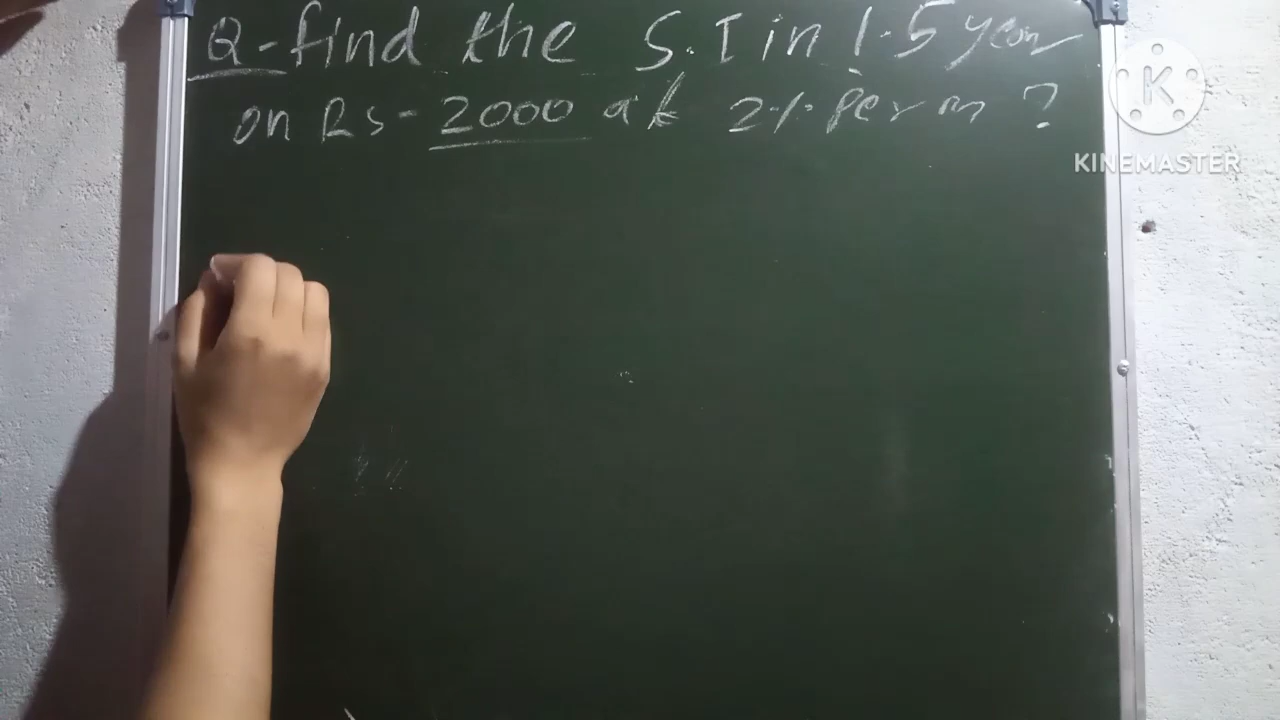 Q-find the S.I in 1.5 year
on Rs-2000 at 2% per m ?
K
KINEMASTER